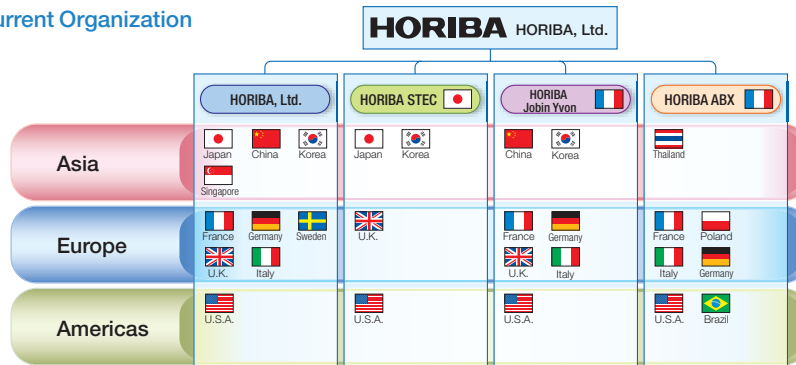 urrent Organization
HORIBA HORIBA, Ltd.
HORIBA, Ltd. HORIBA STEC HORIBA Jobin Yvon HORIBA ABX
Asia
Japan China Korea Japan Korea China Korea Thailand
Singapore
Europe
France Germany Sweden U.K. France Germany France Poland
U.K. Italy U.K. Italy Italy Germany
Americas
U.S.A. U.S.A. U.S.A. U.S.A. Brazil